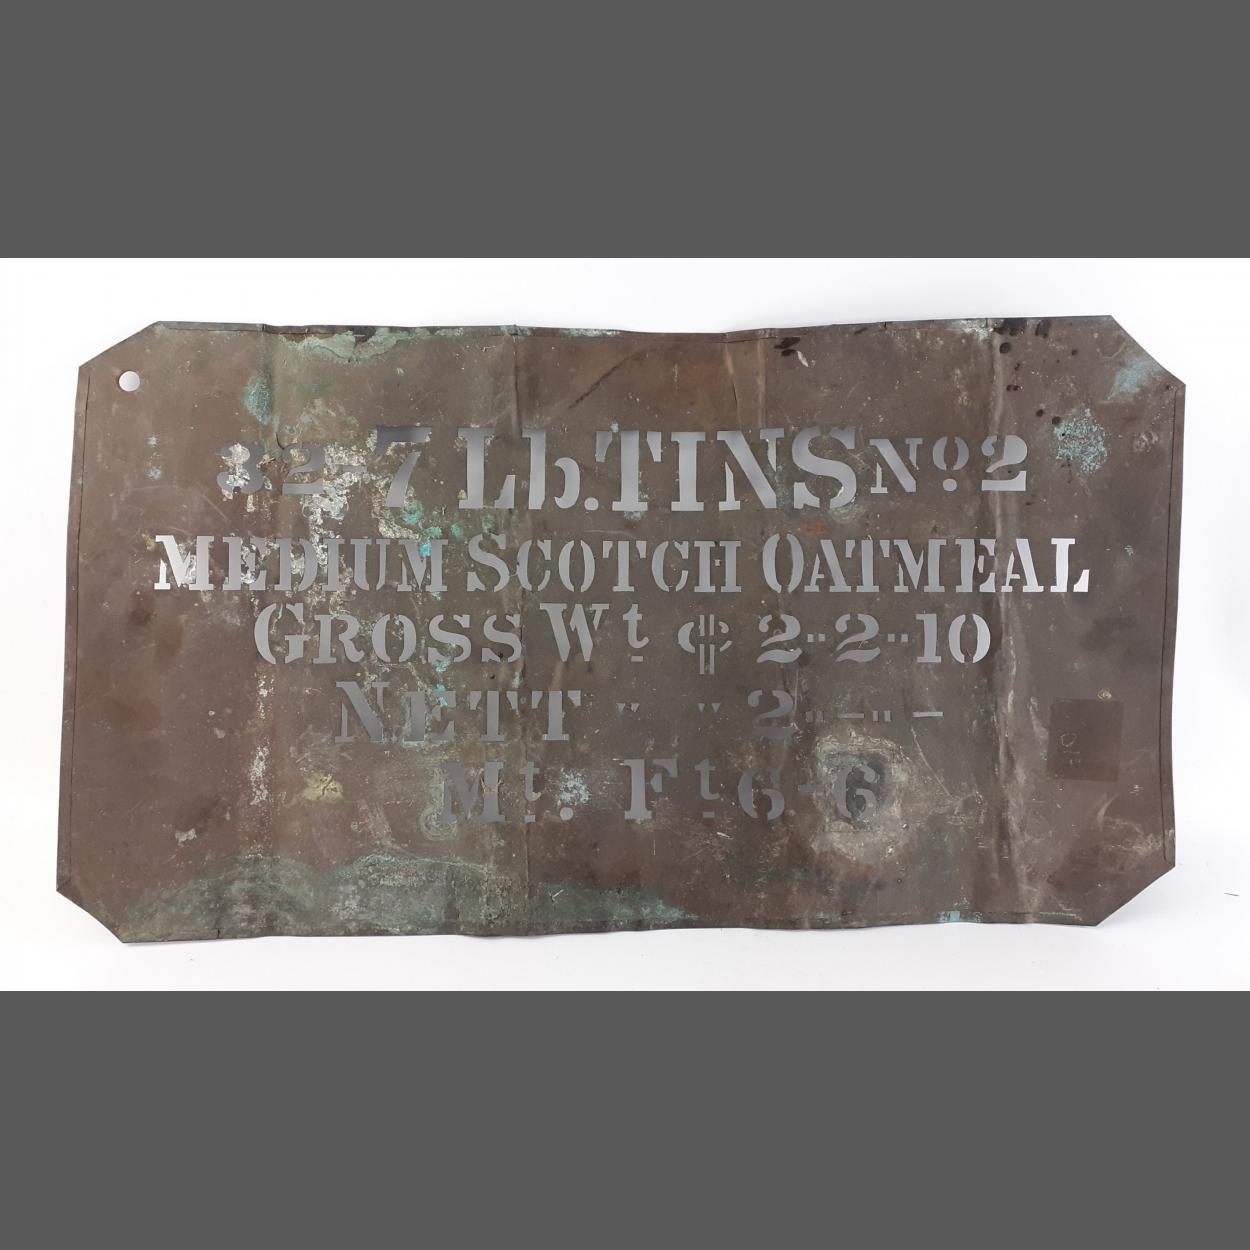 32-7 Lb. TINS No. 2
MEDIUM SCOTCH OATMEAL
GROSS Wt. ₵ 2"2"10
NETT " " 2"-"-
Mt. Ft. 6-6